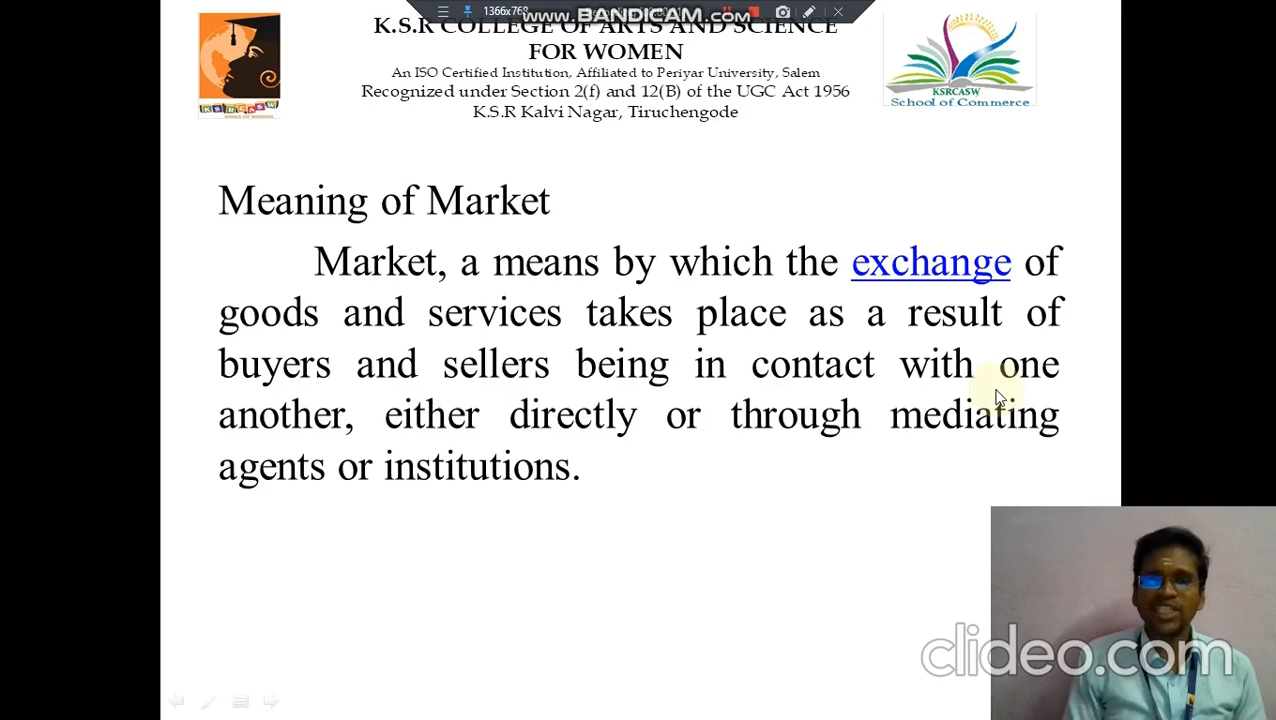 1366x768
www.BANDICAM.com
K.S.R COLLEGE OF ARTS AND SCIENCE
FOR WOMEN
An ISO Certified Institution, Affiliated to Periyar University, Salem
Recognized under Section 2(f) and 12(B) of the UGC Act 1956
K.S.R Kalvi Nagar, Tiruchengode
KSRCASW
KSRCASW
School of Commerce
Meaning of Market
Market, a means by which the exchange of
goods and services takes place as a result of
buyers and sellers being in contact with one
another, either directly or through mediating
agents or institutions.
clideo.com